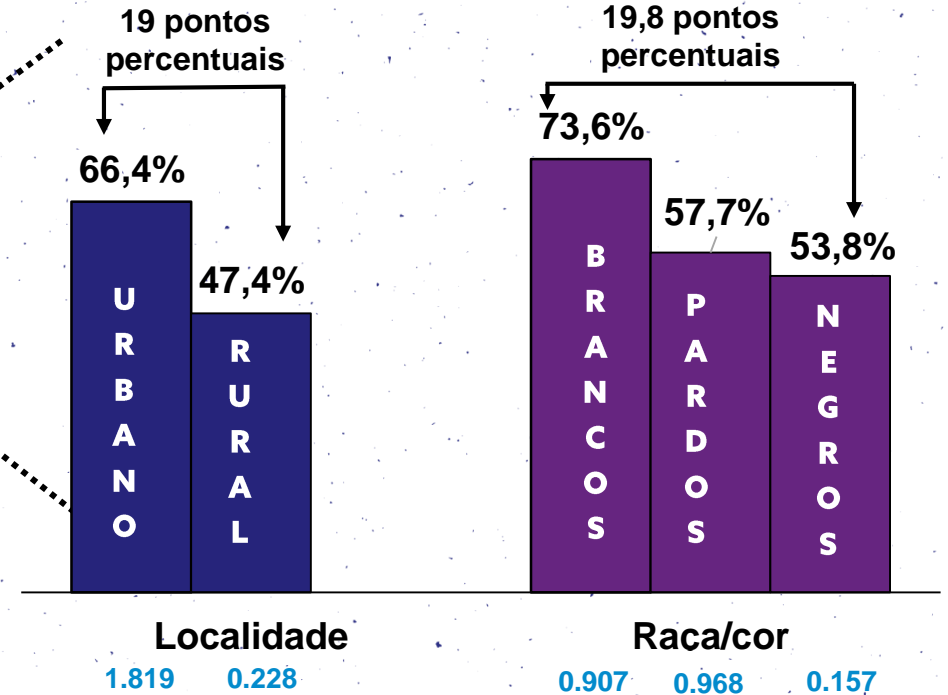 19 pontos
percentuais
66,4%
47,4%
URBANO
RURAL
Localidade
1.819 0.228
19,8 pontos
percentuais
73,6%
57,7%
53,8%
BRANCOS
PARDOS
NEGROS
Raca/cor
0.907 0.968 0.157